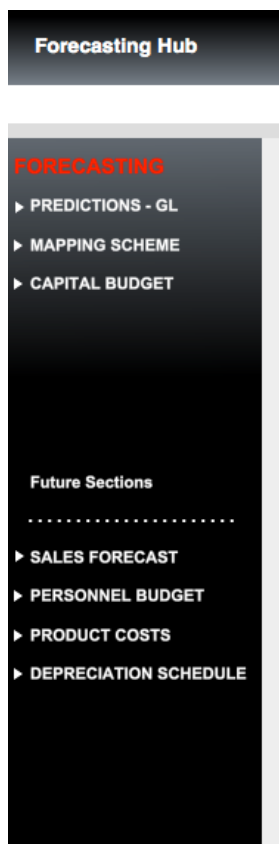 Forecasting Hub
FORECASTING
PREDICTIONS - GL
MAPPING SCHEME
CAPITAL BUDGET
Future Sections
SALES FORECAST
PERSONNEL BUDGET
PRODUCT COSTS
DEPRECIATION SCHEDULE